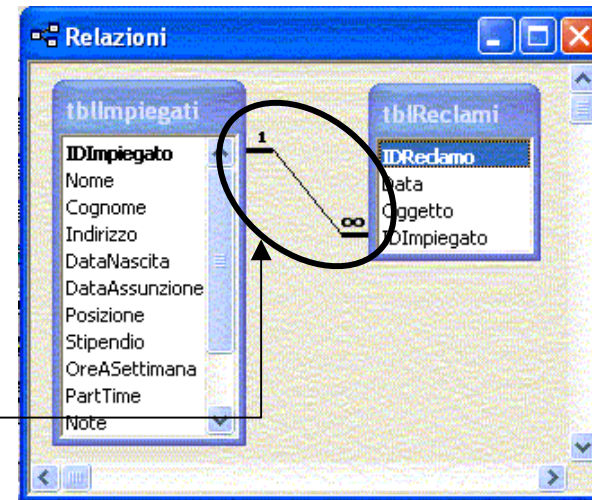 Relazioni
tblImpiegati
IDImpiegato
Nome
Cognome
Indirizzo
DataNascita
DataAssunzione
Posizione
Stipendio
OreASettimana
PartTime
Note
1
∞
tblReclami
IDReclamo
Data
Oggetto
IDImpiegato